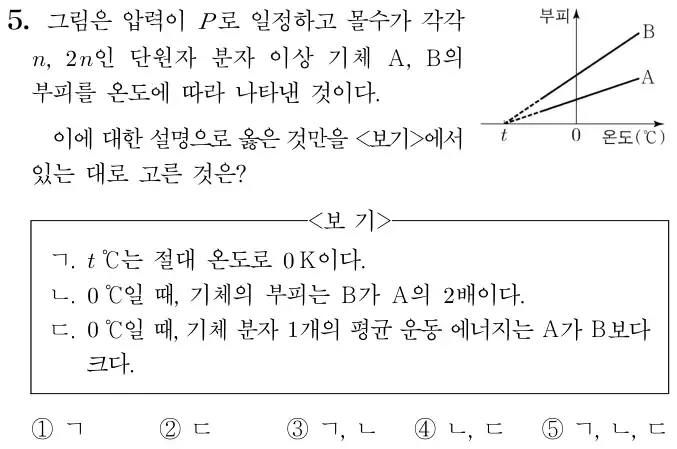 5. 그림은 압력이 P로 일정하고 몰수가 각각
n, 2n인 단원자 분자 이상 기체 A, B의
부피를 온도에 따라 나타낸 것이다.
이에 대한 설명으로 옳은 것만을 <보기>에서
있는 대로 고른 것은?
부피
B
A
t
0
온도(℃)
<보 기>
ㄱ. t ℃는 절대 온도로 0 K이다.
ㄴ. 0 ℃일 때, 기체의 부피는 B가 A의 2배이다.
ㄷ. 0 ℃일 때, 기체 분자 1개의 평균 운동 에너지는 A가 B보다
크다.
① ㄱ ② ㄷ ③ ㄱ, ㄴ ④ ㄴ, ㄷ ⑤ ㄱ, ㄴ, ㄷ